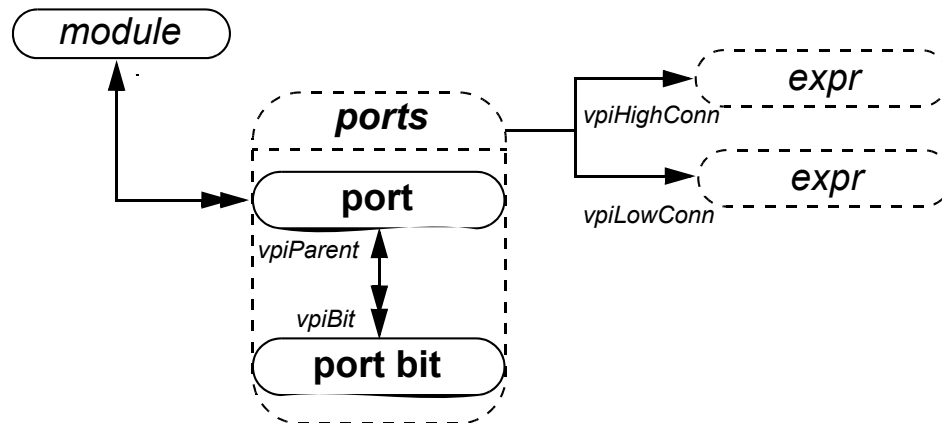 module
expr
vpiHighConn
ports
expr
port
vpiLowConn
vpiParent
vpiBit
port bit